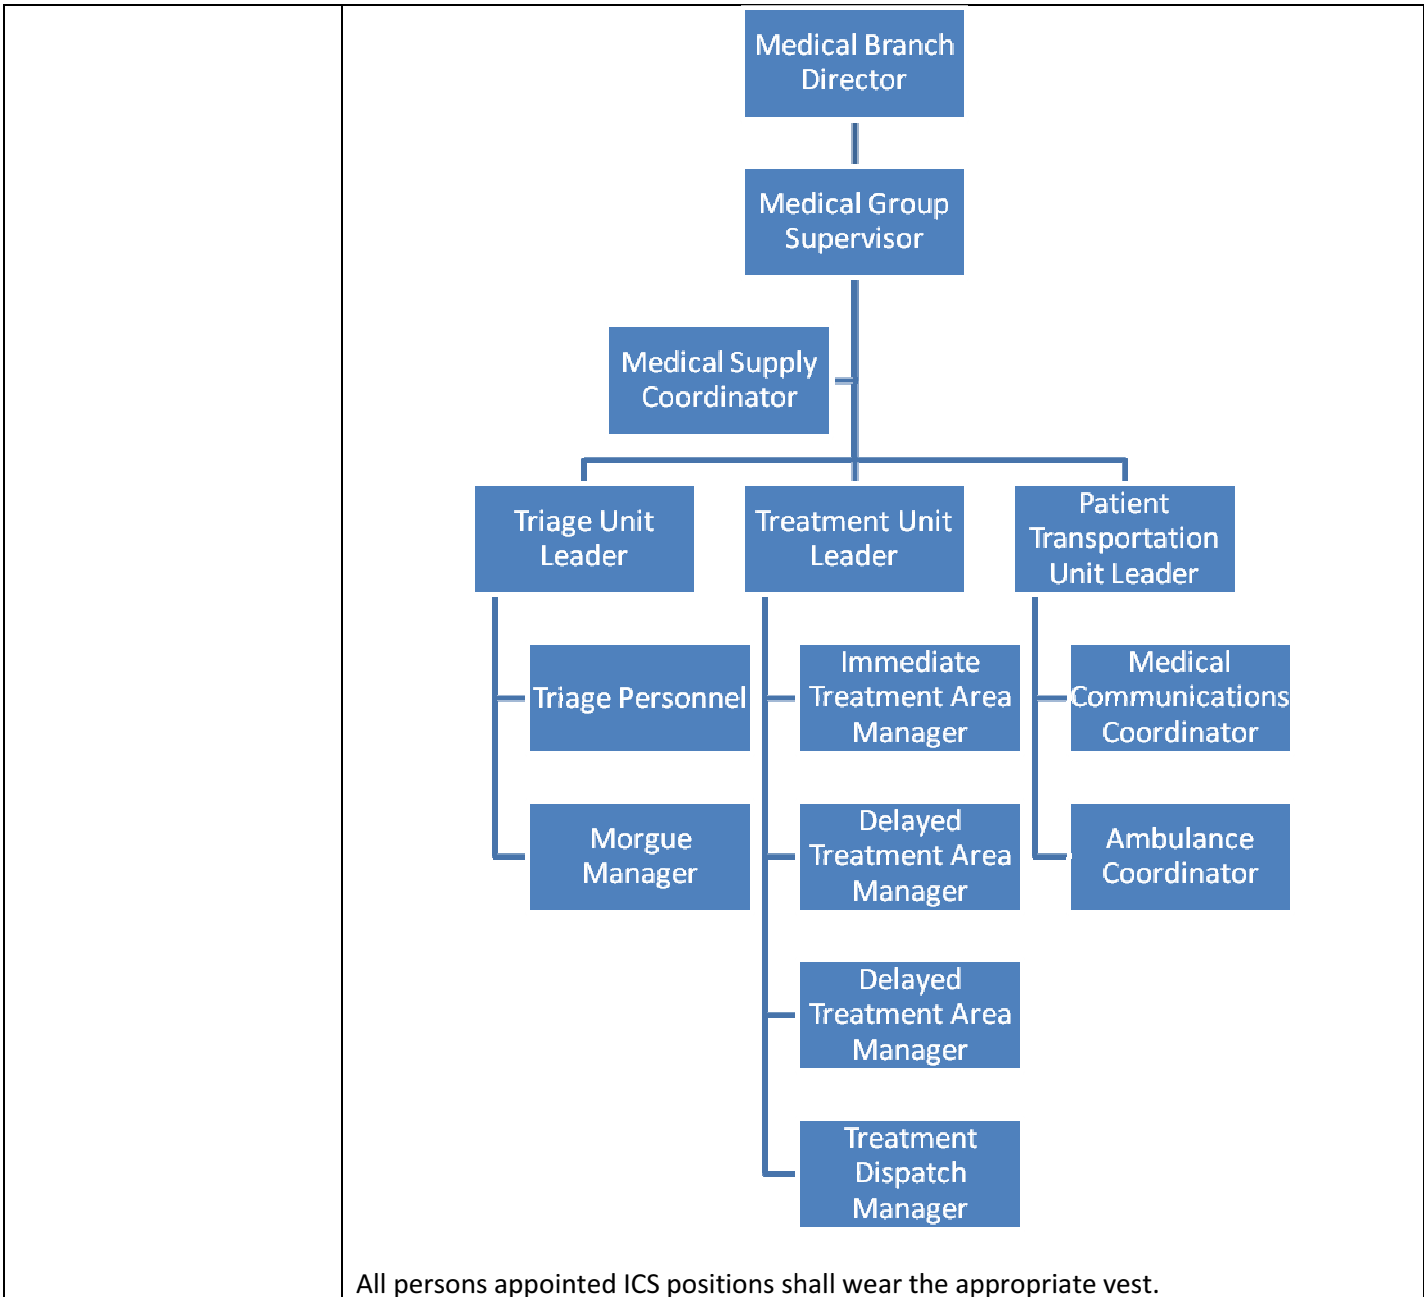 Medical Branch
Director
Medical Group
Supervisor
Medical Supply
Coordinator
Triage Unit
Leader
Treatment Unit
Leader
Patient
Transportation
Unit Leader
Triage Personnel
Morgue
Manager
Immediate
Treatment Area
Manager
Delayed
Treatment Area
Manager
Delayed
Treatment Area
Manager
Treatment
Dispatch
Manager
Medical
Communications
Coordinator
Ambulance
Coordinator
All persons appointed ICS positions shall wear the appropriate vest.